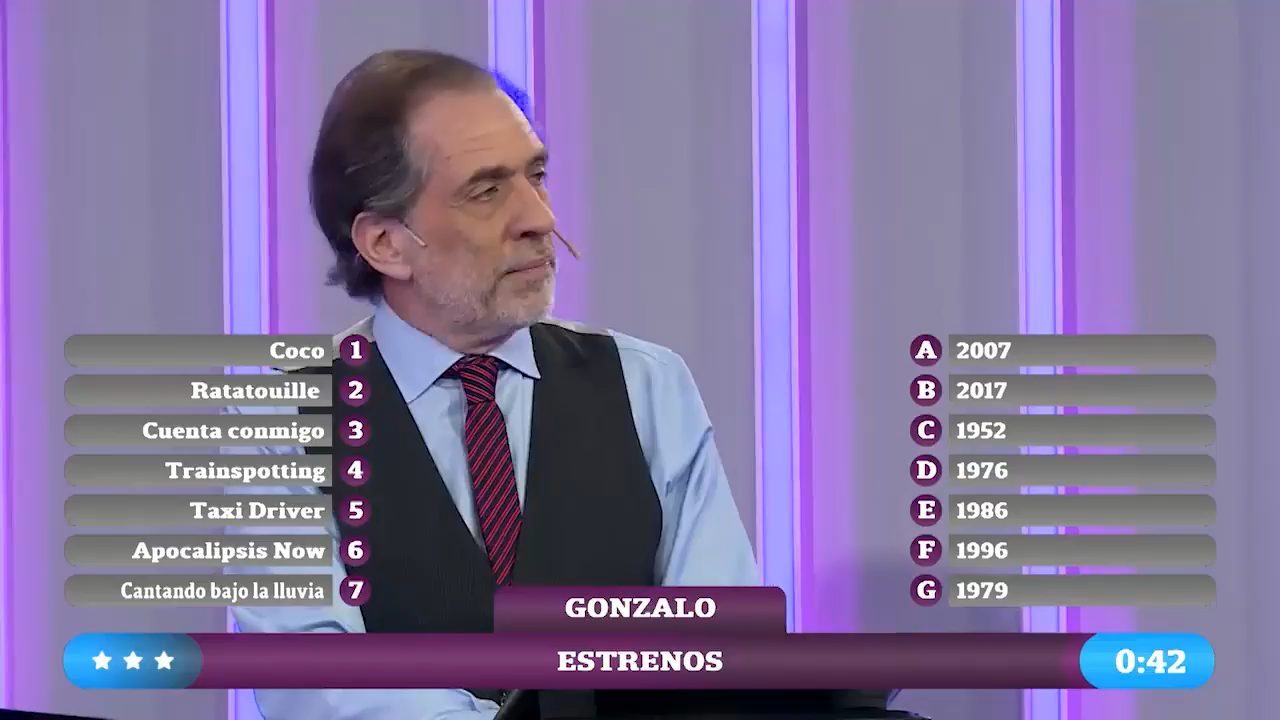 Coco 1 A 2007
Ratatouille 2 B 2017
Cuenta conmigo 3 C 1952
Trainspotting 4 D 1976
Taxi Driver 5 E 1986
Apocalipsis Now 6 F 1996
Cantando bajo la lluvia 7 G 1979
GONZALO
ESTRENOS 0:42